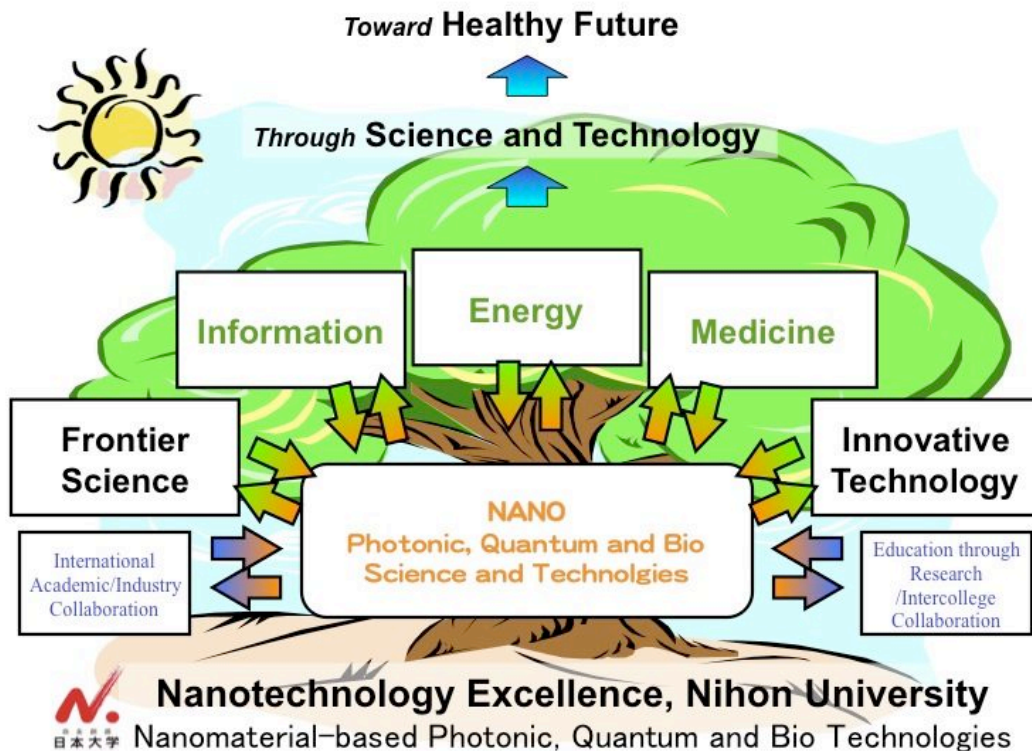 Toward Healthy Future
Through Science and Technology
Energy
Information
Medicine
Frontier
Science
Innovative
Technology
NANO
Photonic, Quantum and Bio
Science and Technolgies
International
Academic/Industry
Collaboration
Education through
Research
/Intercollege
Collaboration
Nanotechnology Excellence, Nihon University
N.
日本大学
Nanomaterial-based Photonic, Quantum and Bio Technologies